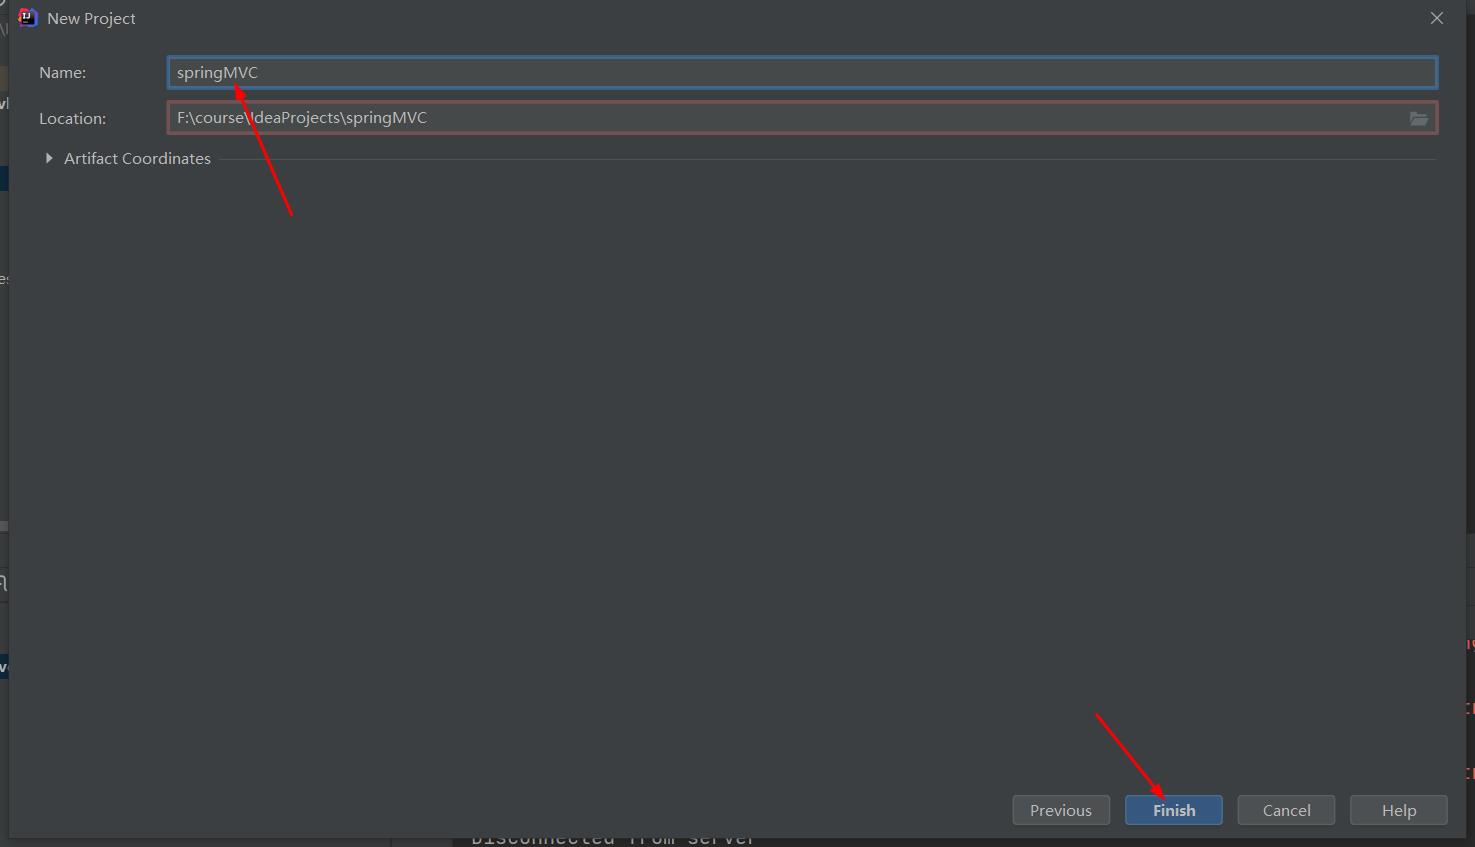 New Project
Name:
springMVC
Location:
F:\course\IdeaProjects\springMVC
Artifact Coordinates
Previous
Finish
Cancel
Help
Disconnected from server